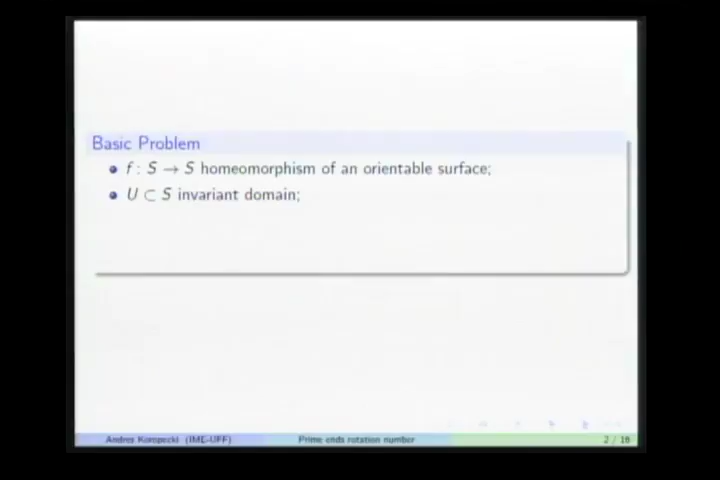 Basic Problem
f : S → S homeomorphism of an orientable surface;
U ⊂ S invariant domain;
Andres Koropecki (IME-UFF) Prime ends rotation number 2 / 16